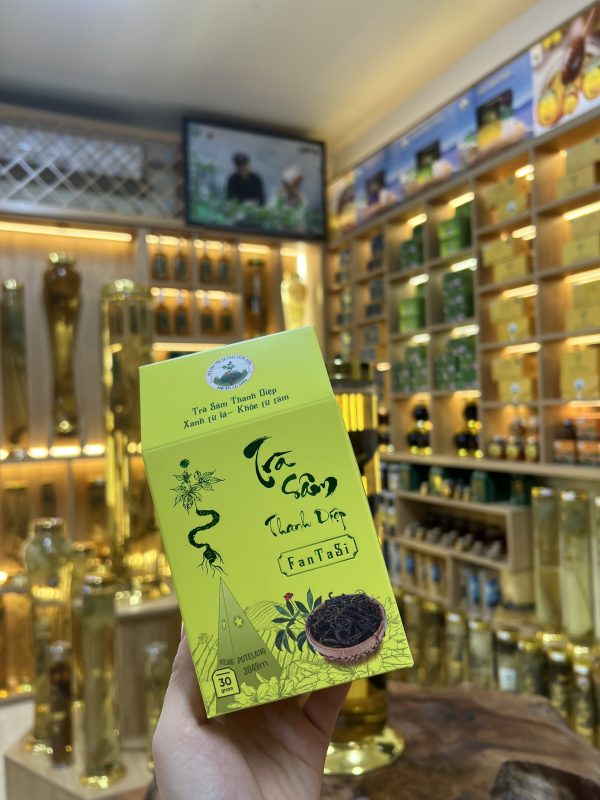 Trà Sâm Thanh Diệp
Xanh từ lá - Khỏe từ tâm
Trà
Sâm
Thanh Diệp
FanTaSi
PUTELANG
3049m
30
gram